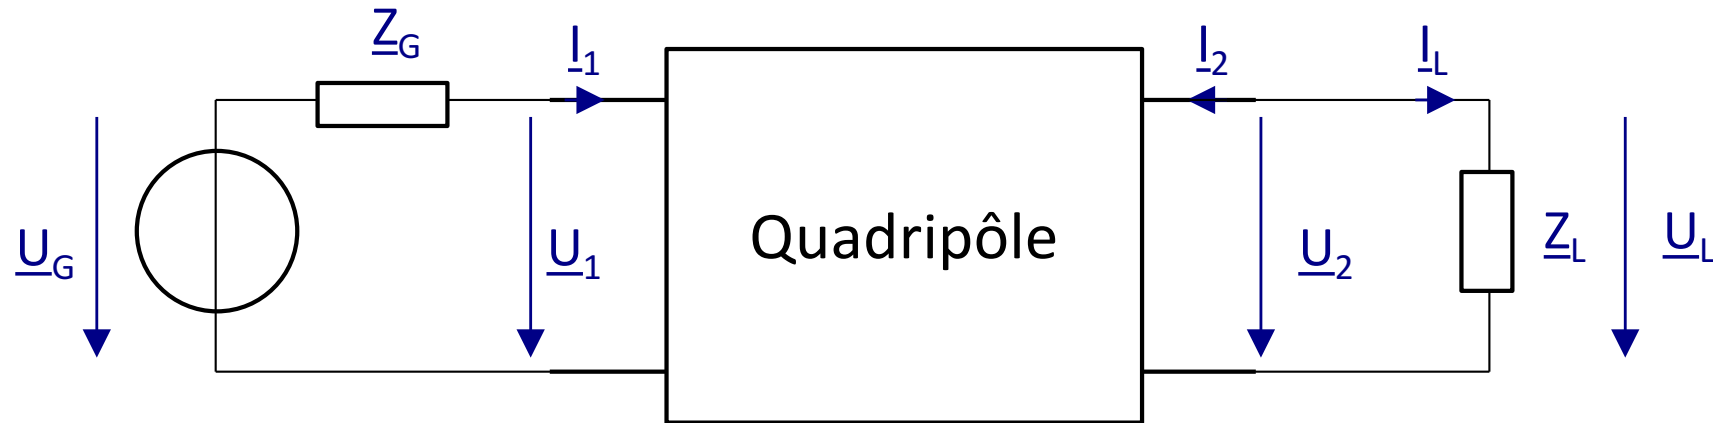 Z_G
I_1
I_2
I_L
U_G
U_1
Quadripôle
U_2
Z_L
U_L